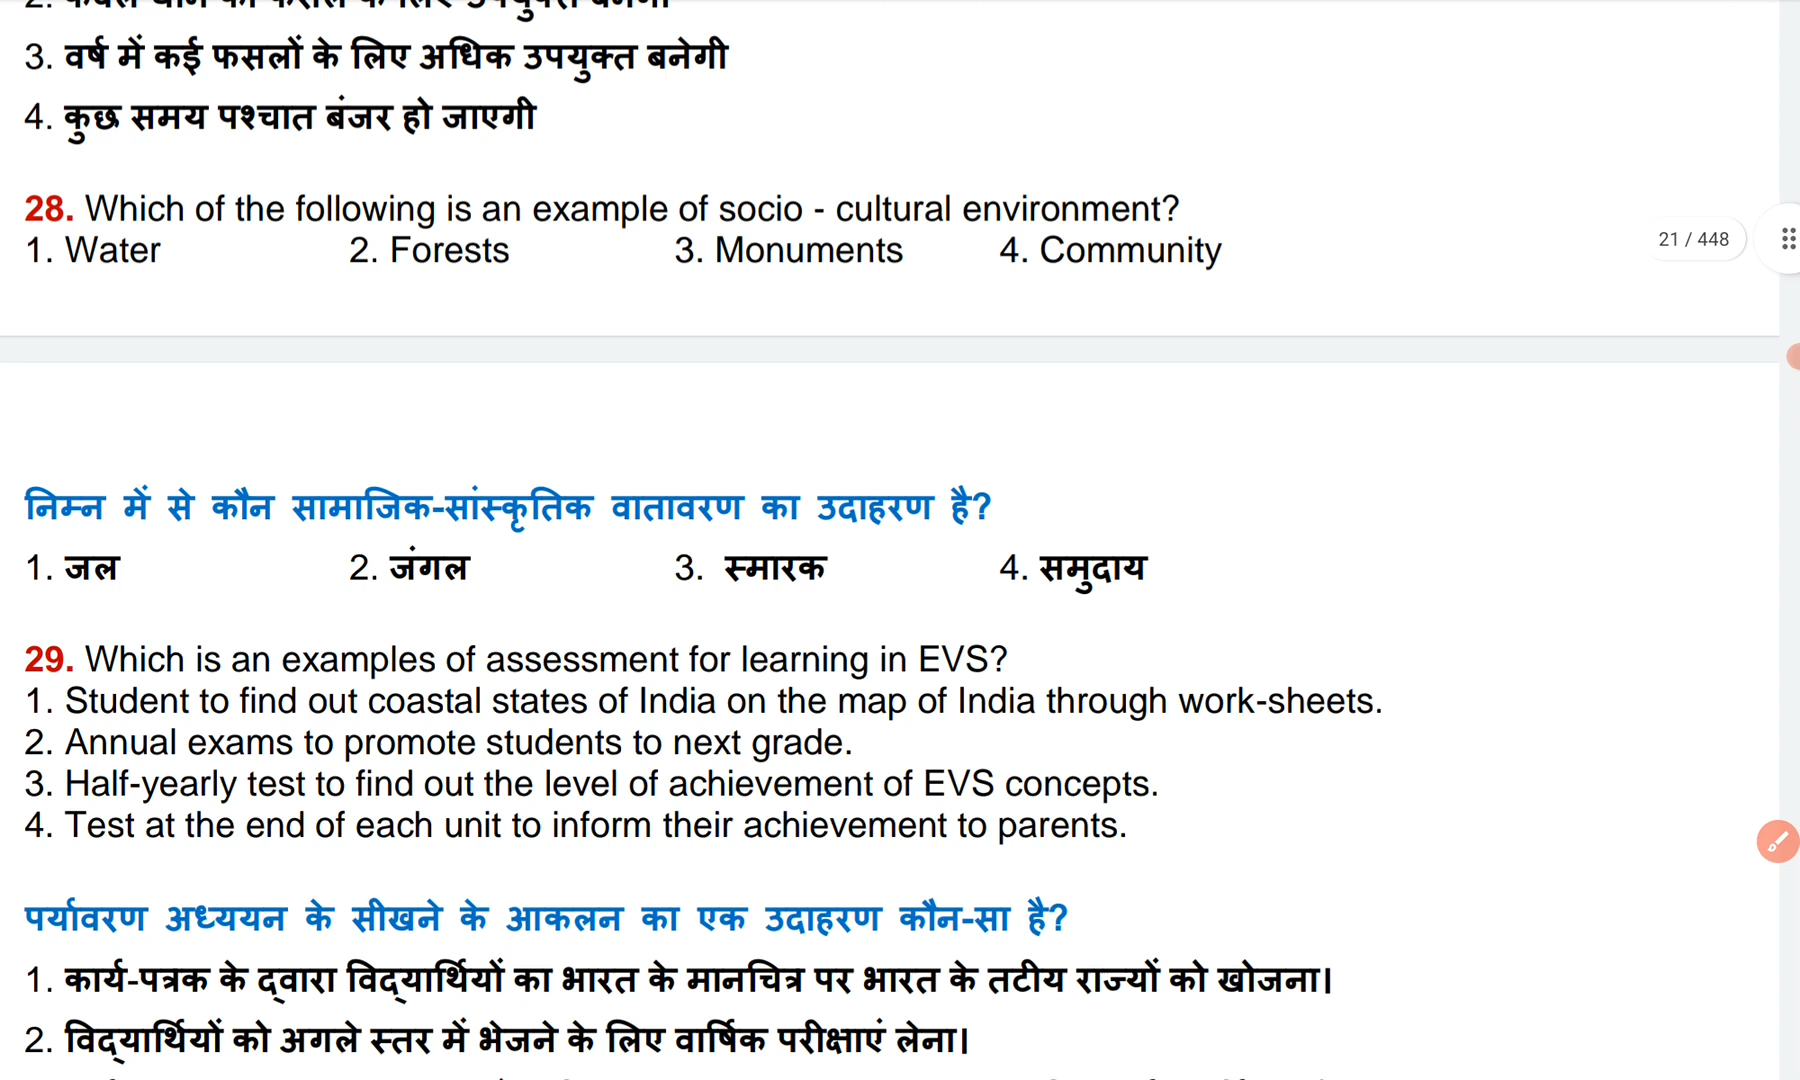 3. वर्ष में कई फसलों के लिए अधिक उपयुक्त बनेगी
4. कुछ समय पश्चात बंजर हो जाएगी
28. Which of the following is an example of socio - cultural environment?
1. Water 2. Forests 3. Monuments 4. Community
21 / 448
निम्न में से कौन सामाजिक-सांस्कृतिक वातावरण का उदाहरण है?
1. जल 2. जंगल 3. स्मारक 4. समुदाय
29. Which is an examples of assessment for learning in EVS?
1. Student to find out coastal states of India on the map of India through work-sheets.
2. Annual exams to promote students to next grade.
3. Half-yearly test to find out the level of achievement of EVS concepts.
4. Test at the end of each unit to inform their achievement to parents.
पर्यावरण अध्ययन के सीखने के आकलन का एक उदाहरण कौन-सा है?
1. कार्य-पत्रक के द्वारा विद्यार्थियों का भारत के मानचित्र पर भारत के तटीय राज्यों को खोजना।
2. विद्यार्थियों को अगले स्तर में भेजने के लिए वार्षिक परीक्षाएं लेना।